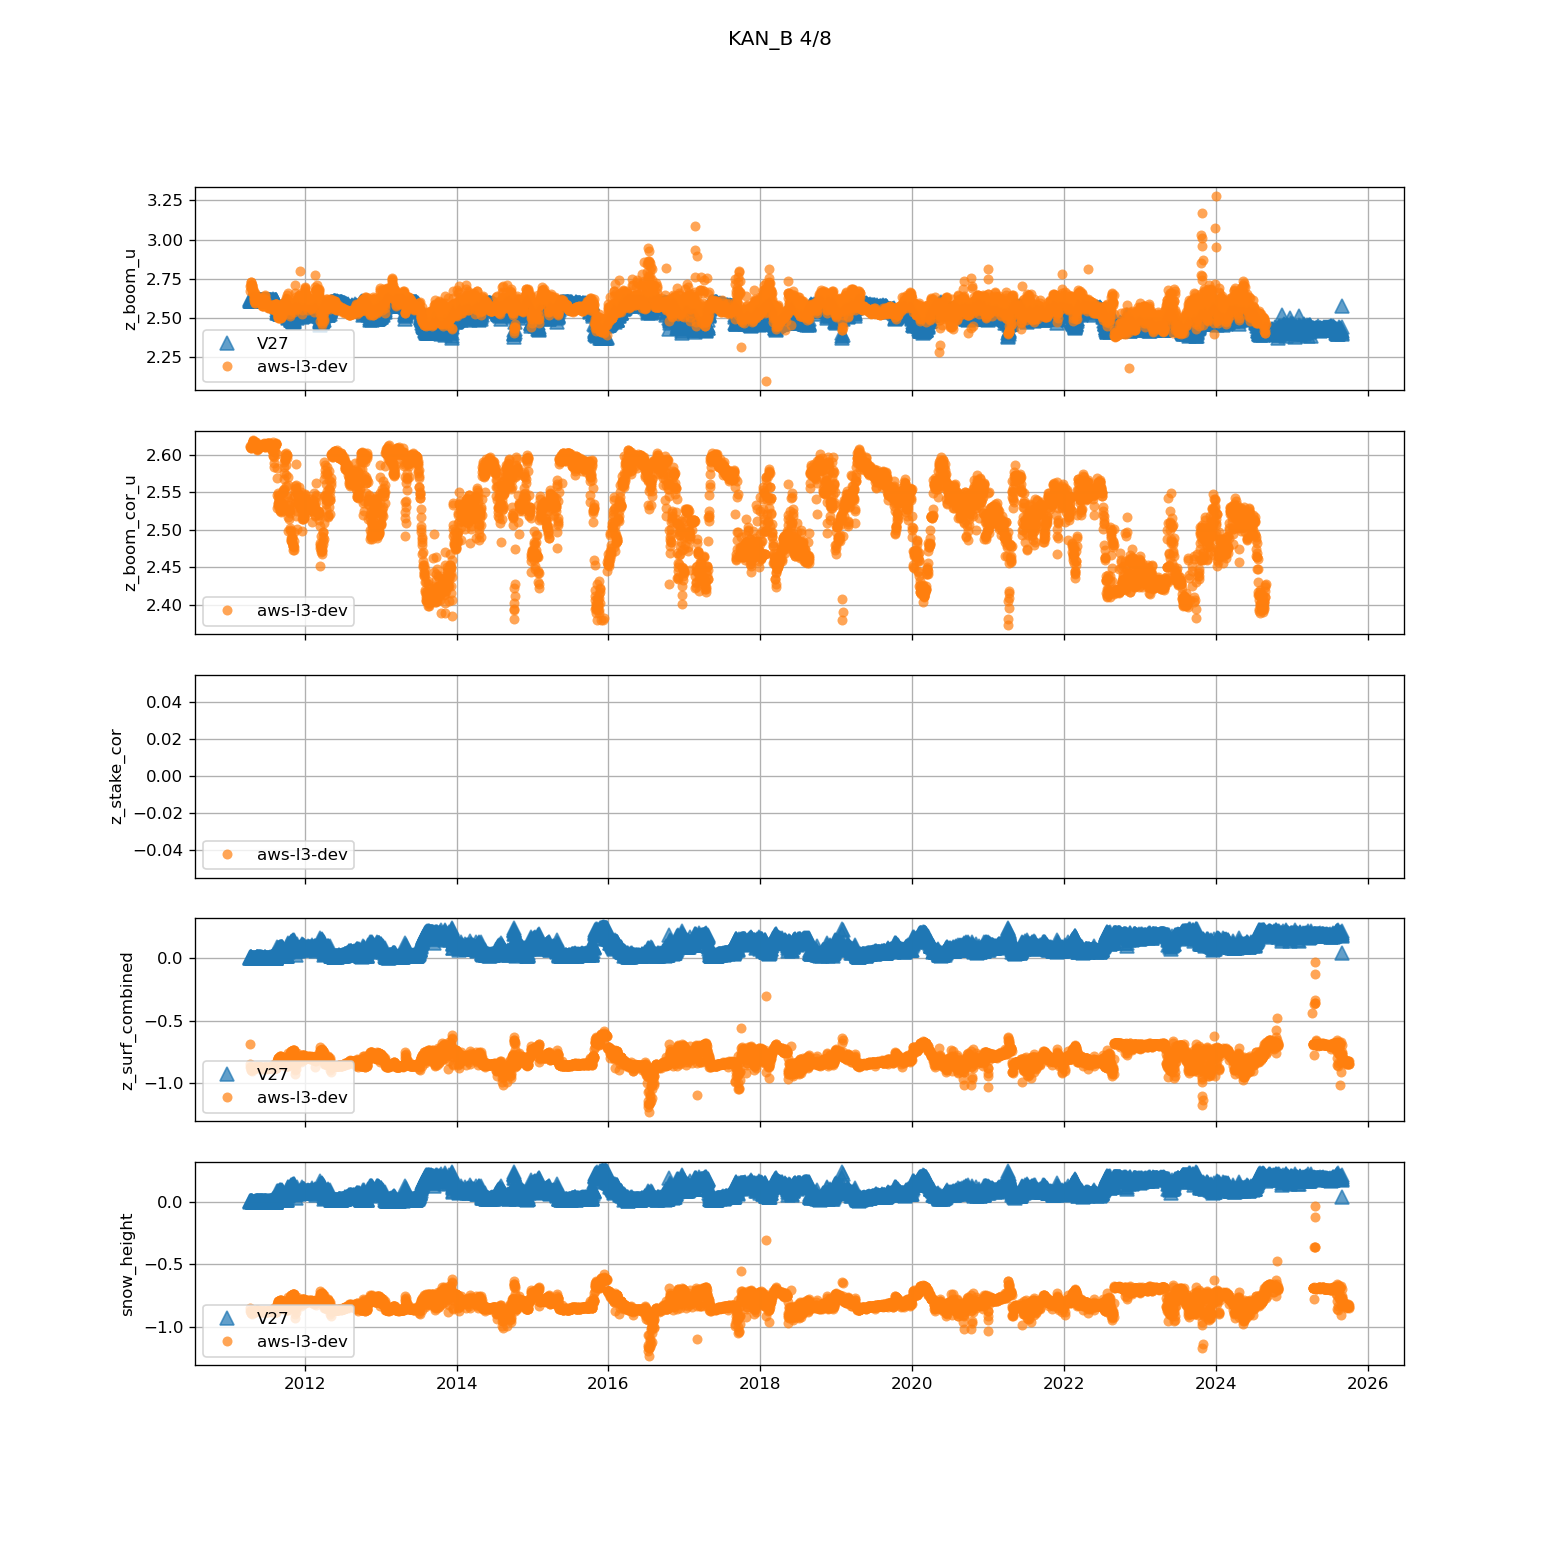 KAN_B 4/8
z_boom_u
3.25
3.00
2.75
2.50
2.25
V27
aws-l3-dev
z_boom_cor_u
2.60
2.55
2.50
2.45
2.40
aws-l3-dev
z_stake_cor
0.04
0.02
0.00
−0.02
−0.04
aws-l3-dev
z_surf_combined
0.0
−0.5
−1.0
V27
aws-l3-dev
snow_height
0.0
−0.5
−1.0
V27
aws-l3-dev
2012 2014 2016 2018 2020 2022 2024 2026